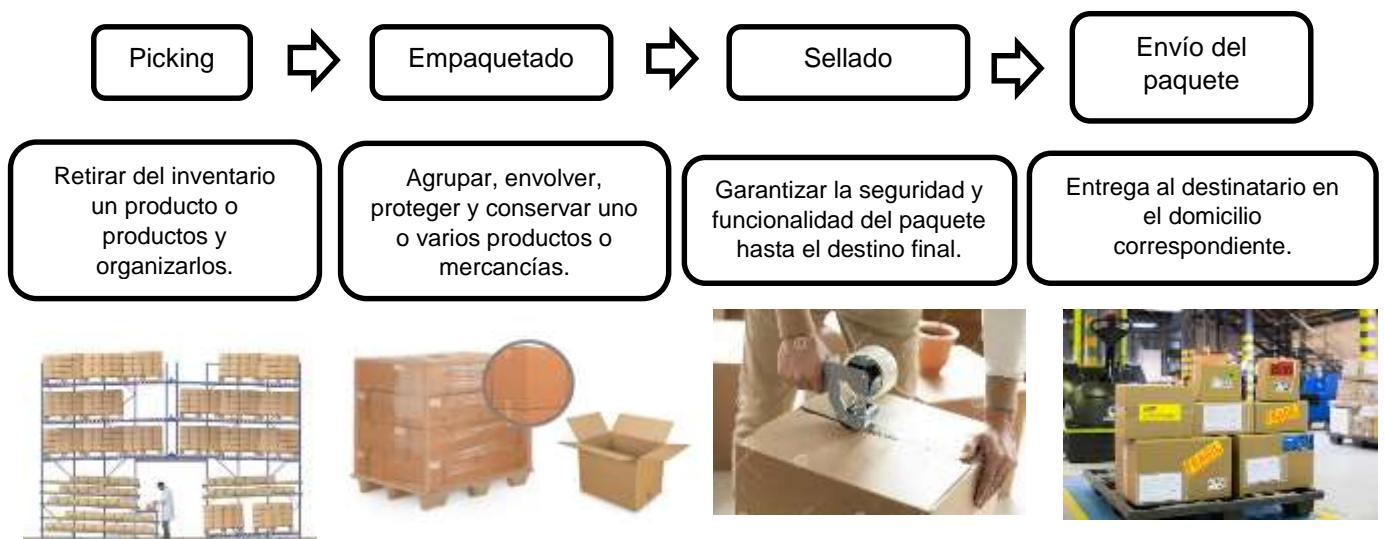 Picking
Empaquetado
Sellado
Envío del
paquete
Retirar del inventario
un producto o
productos y
organizarlos.
Agrupar, envolver,
proteger y conservar uno
o varios productos o
mercancías.
Garantizar la seguridad y
funcionalidad del paquete
hasta el destino final.
Entrega al destinatario en
el domicilio
correspondiente.